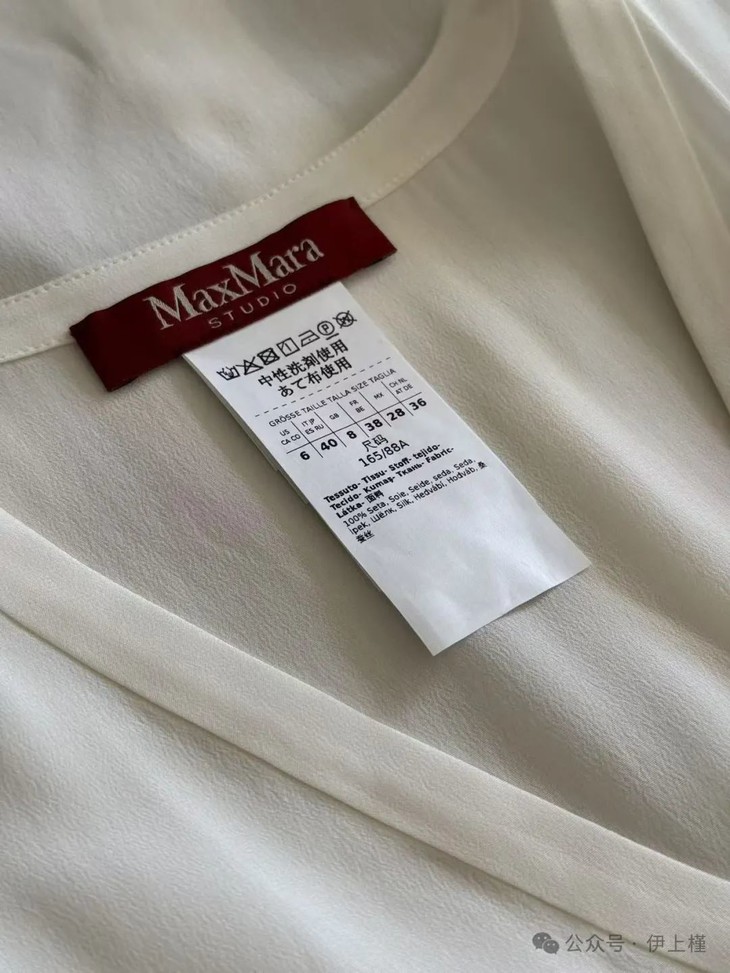 MaxMara
STUDIO
中性洗剂使用
あて布使用
GRÖSSE TAILLE TALLA SIZE TAGLIA
US IT JP GB FR MX CH NL
CA CO ES RU BE AT DE
6 40 8 38 28 36
尺码
165/88A
Tessuto- Tissu- Stoff- tejido-
Tecido- Kumaş- Ткань- Fabric-
Látka- 面料
100% Seta, Soie, Seide, seda, Seda,
ipek, Шёлк, Silk, Hedvábí, Hodváb, 桑
蚕丝
公众号·伊上槿